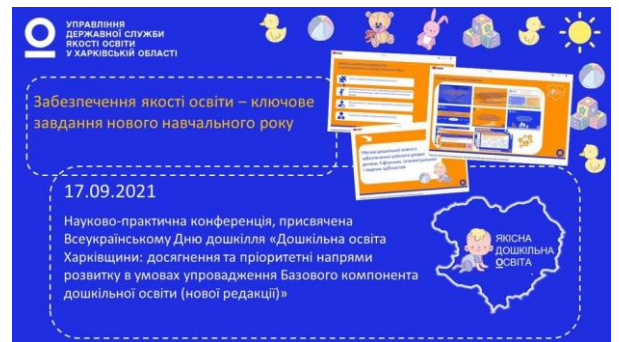 УПРАВЛІННЯ
ДЕРЖАВНОЇ СЛУЖБИ
ЯКОСТІ ОСВІТИ
У ХАРКІВСЬКІЙ ОБЛАСТІ
Забезпечення якості освіти – ключове
завдання нового навчального року
17.09.2021
Науково-практична конференція, присвячена
Всеукраїнському Дню дошкілля «Дошкільна освіта
Харківщини: досягнення та пріоритетні напрями
розвитку в умовах упровадження Базового компонента
дошкільної освіти (нової редакції)»
ЯКІСНА
ДОШКІЛЬНА
ОСВІТА